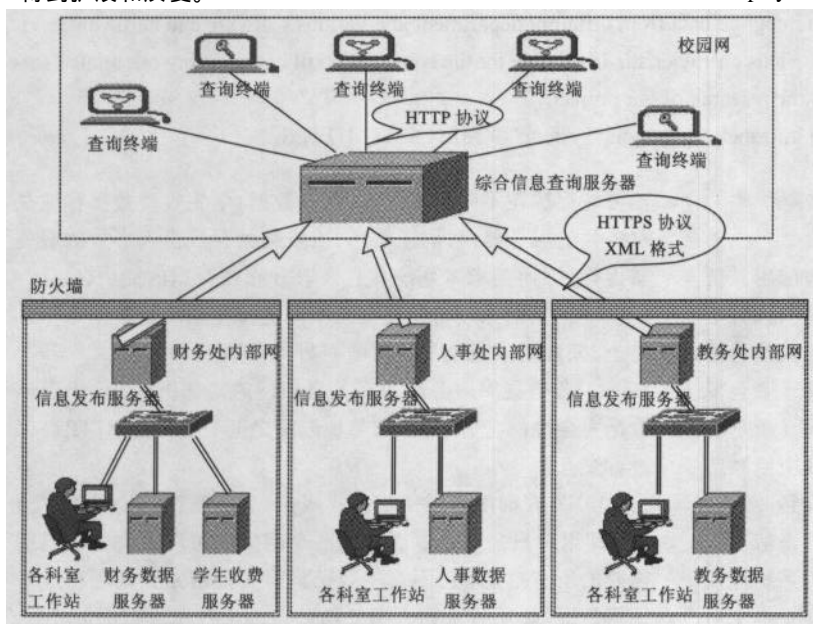 校园网
查询终端
查询终端
查询终端
查询终端
查询终端
HTTP 协议
综合信息查询服务器
HTTPS 协议
XML 格式
防火墙
财务处内部网
信息发布服务器
各科室
工作站
财务数据
服务器
学生收费
服务器
人事处内部网
信息发布服务器
各科室工作站
人事数据
服务器
教务处内部网
信息发布服务器
各科室工作站
教务数据
服务器